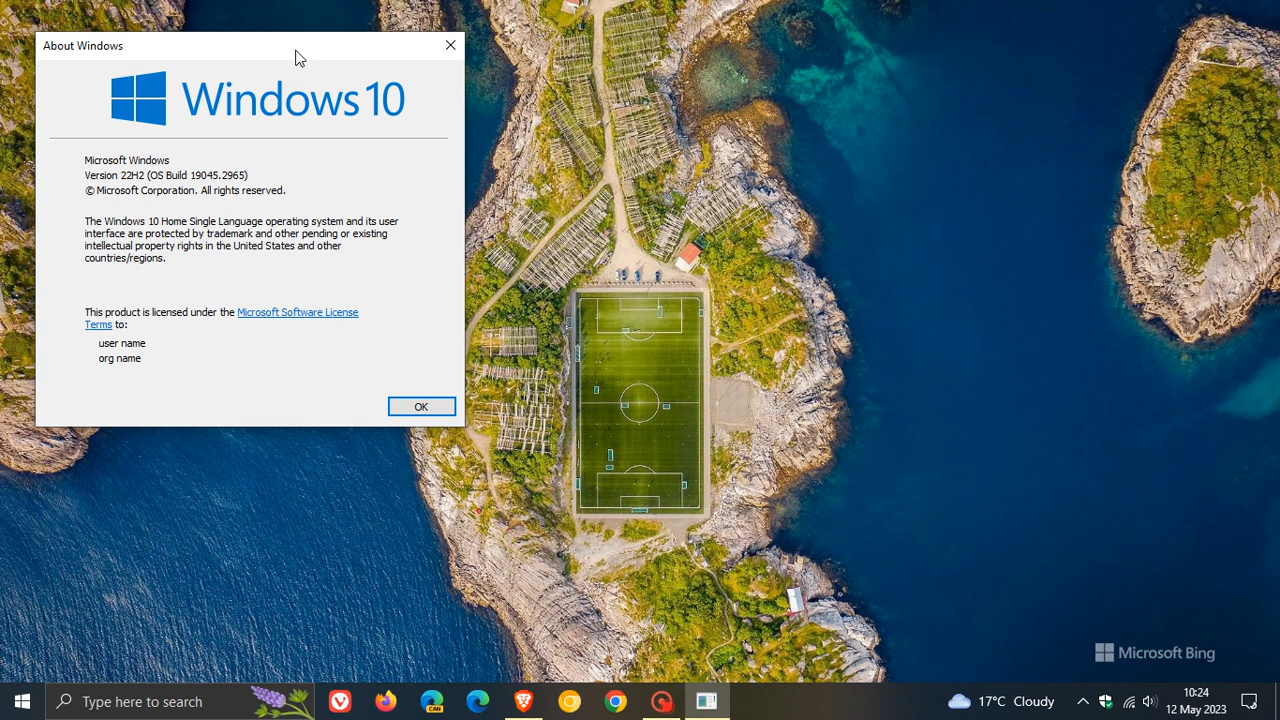 About Windows
Windows 10
Microsoft Windows
Version 22H2 (OS Build 19045.2965)
© Microsoft Corporation. All rights reserved.
The Windows 10 Home Single Language operating system and its user
interface are protected by trademark and other pending or existing
intellectual property rights in the United States and other
countries/regions.
This product is licensed under the Microsoft Software License
Terms to:
user name
org name
OK
Microsoft Bing
Type here to search
CAN
17°C Cloudy
10:24
12 May 2023